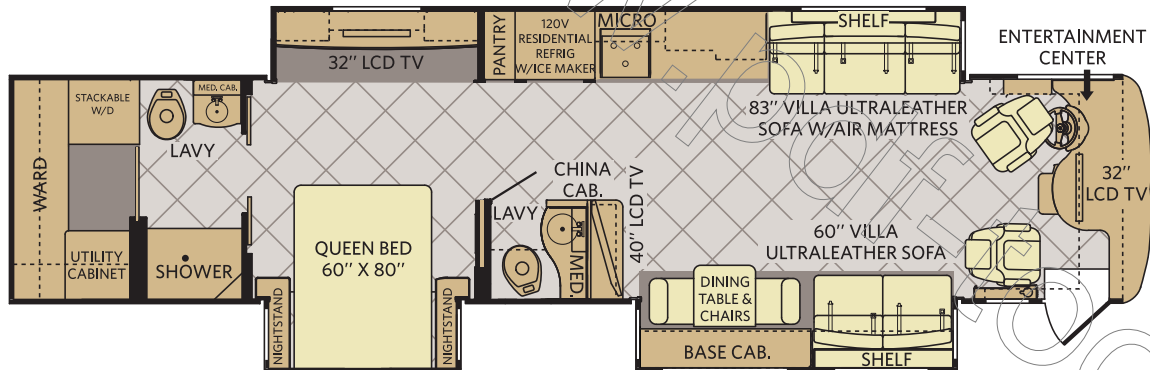 SHELF
ENTERTAINMENT
CENTER
PANTRY
120V
RESIDENTIAL
REFRIG
W/ICE MAKER
MICRO
32" LCD TV
83" VILLA ULTRALEATHER
SOFA W/AIR MATTRESS
STACKABLE
W/D
MED. CAB.
LAVY
WARD
CHINA
CAB.
LAVY
40" LCD TV
32"
LCD TV
UTILITY
CABINET
SHOWER
QUEEN BED
60" X 80"
MED.
60" VILLA
ULTRALEATHER SOFA
NIGHTSTAND
NIGHTSTAND
DINING
TABLE &
CHAIRS
BASE CAB.
SHELF